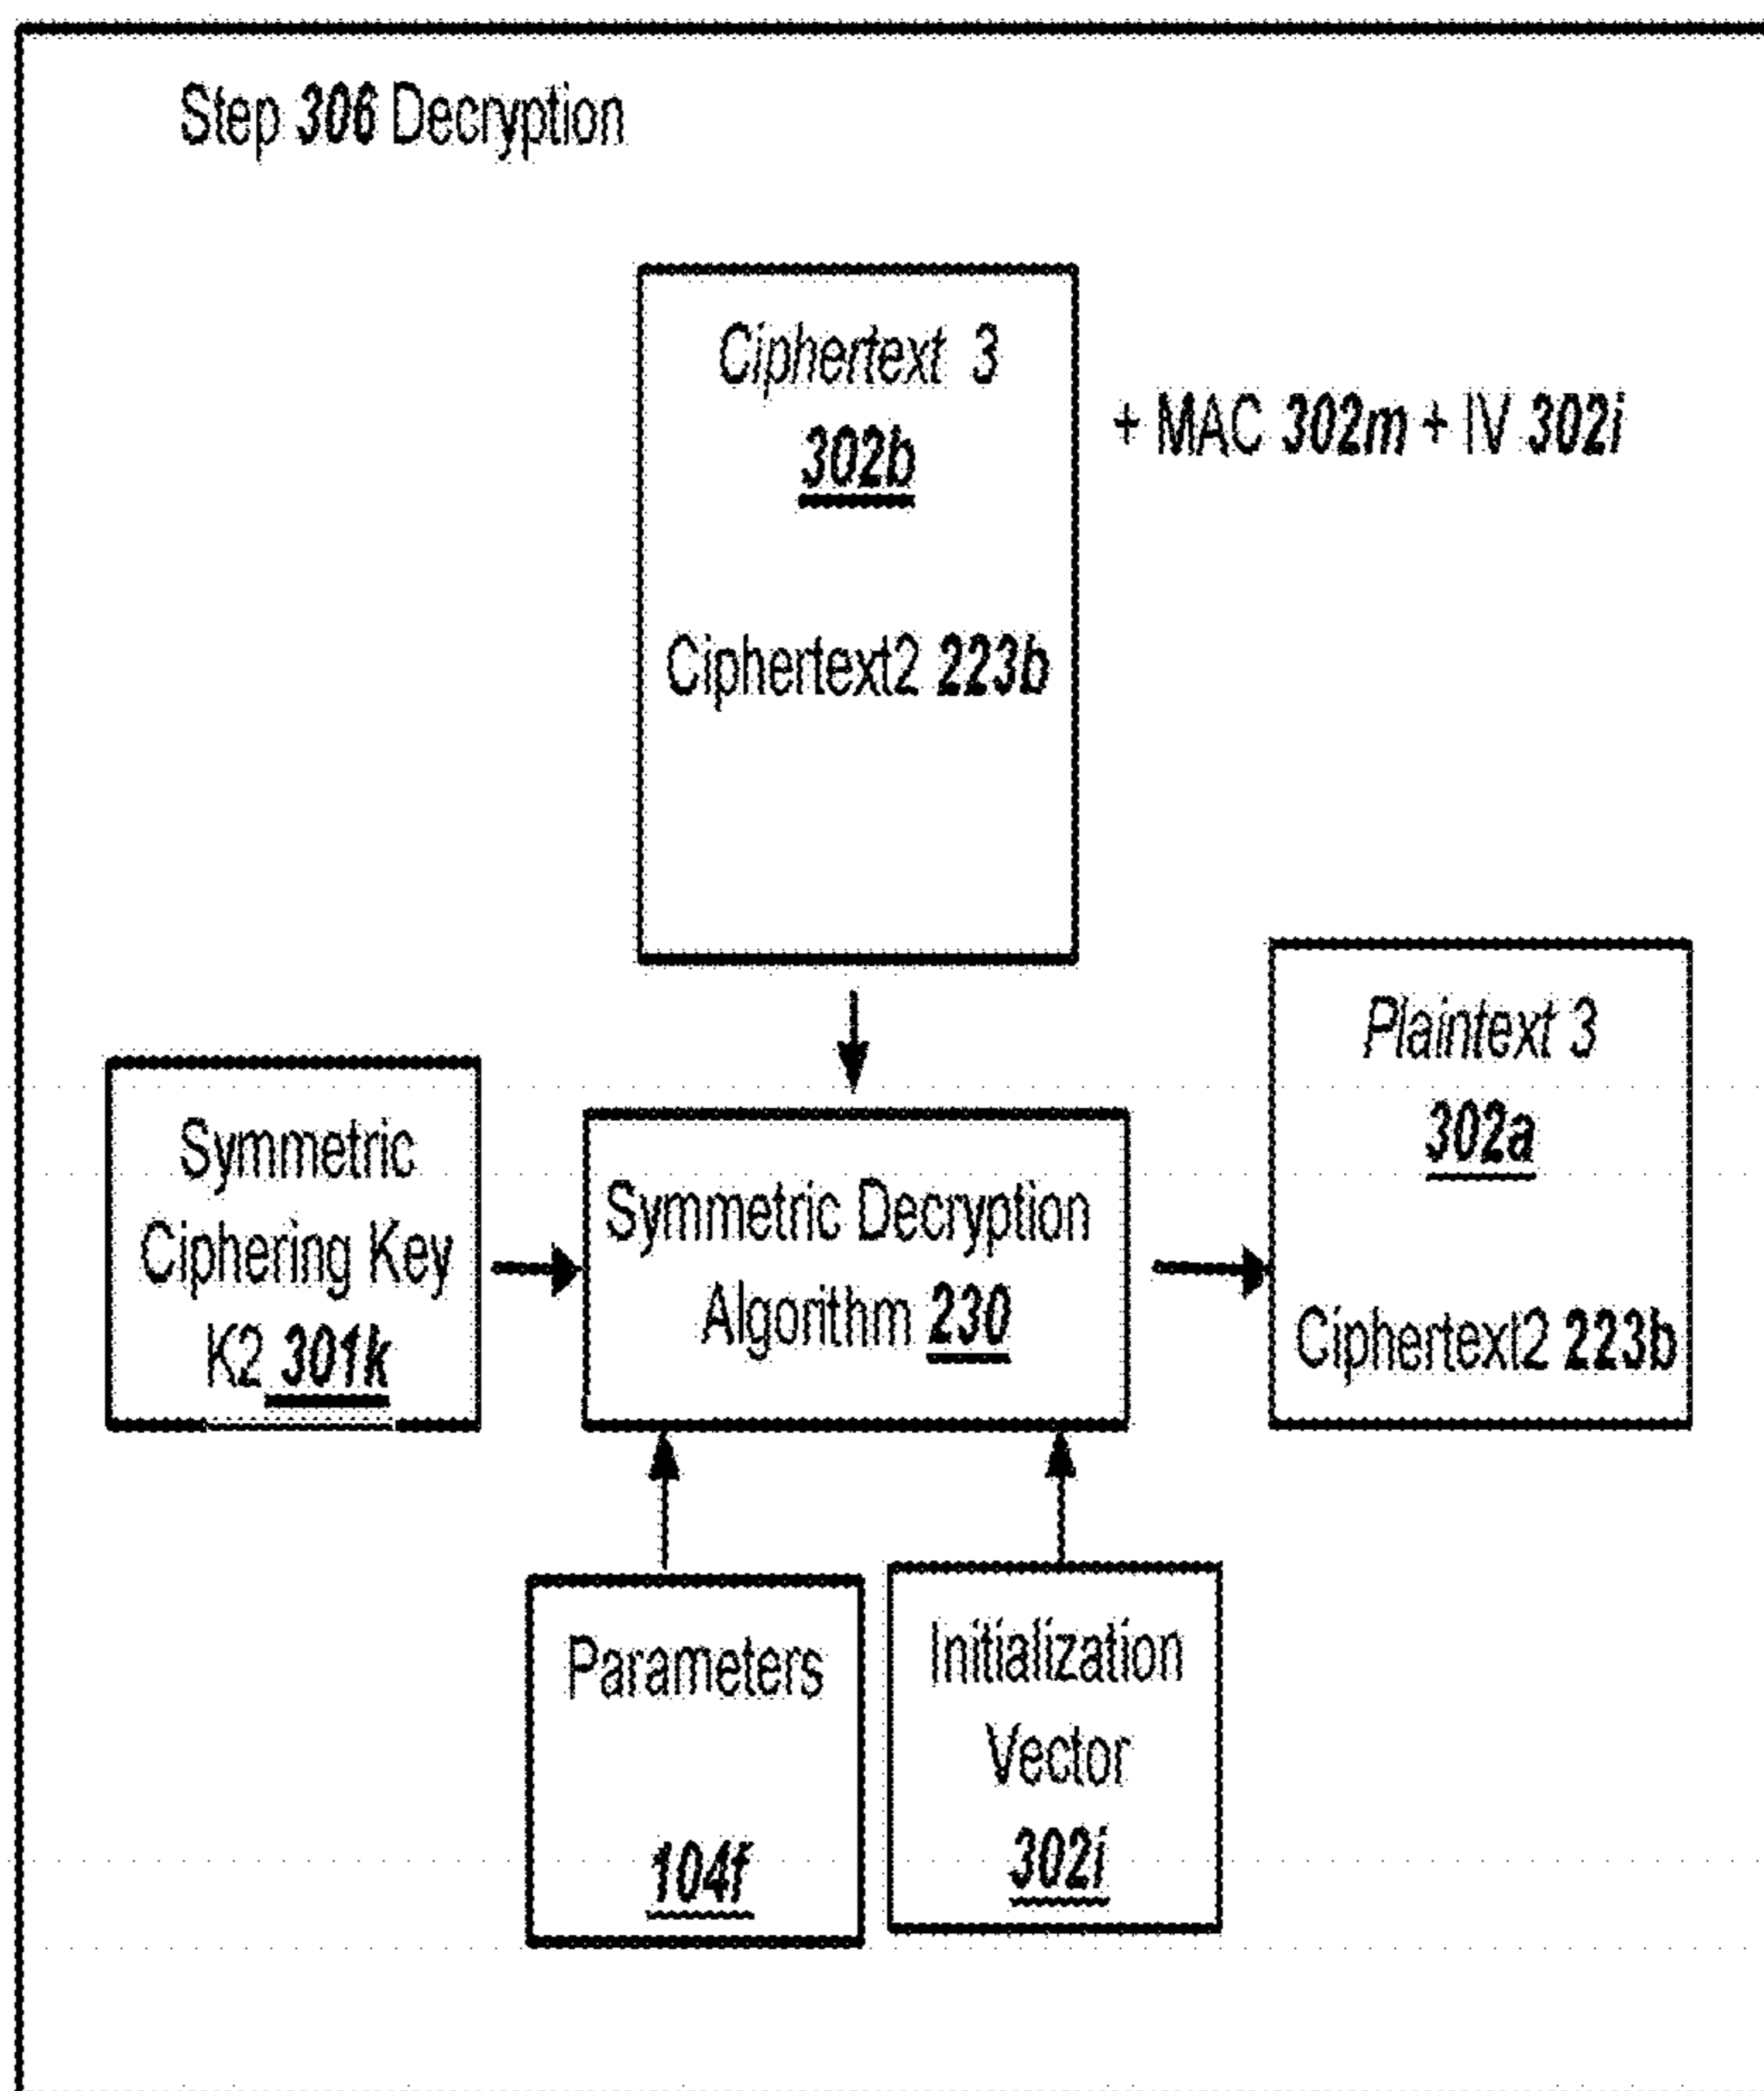 Step 306 Decryption
Ciphertext 3
302b
+ MAC 302m + IV 302i
Ciphertext2 223b
Plaintext 3
302a
Ciphertext2 223b
Symmetric
Ciphering Key
K2 301k
Symmetric Decryption
Algorithm 230
Parameters
104f
Initialization
Vector
302i